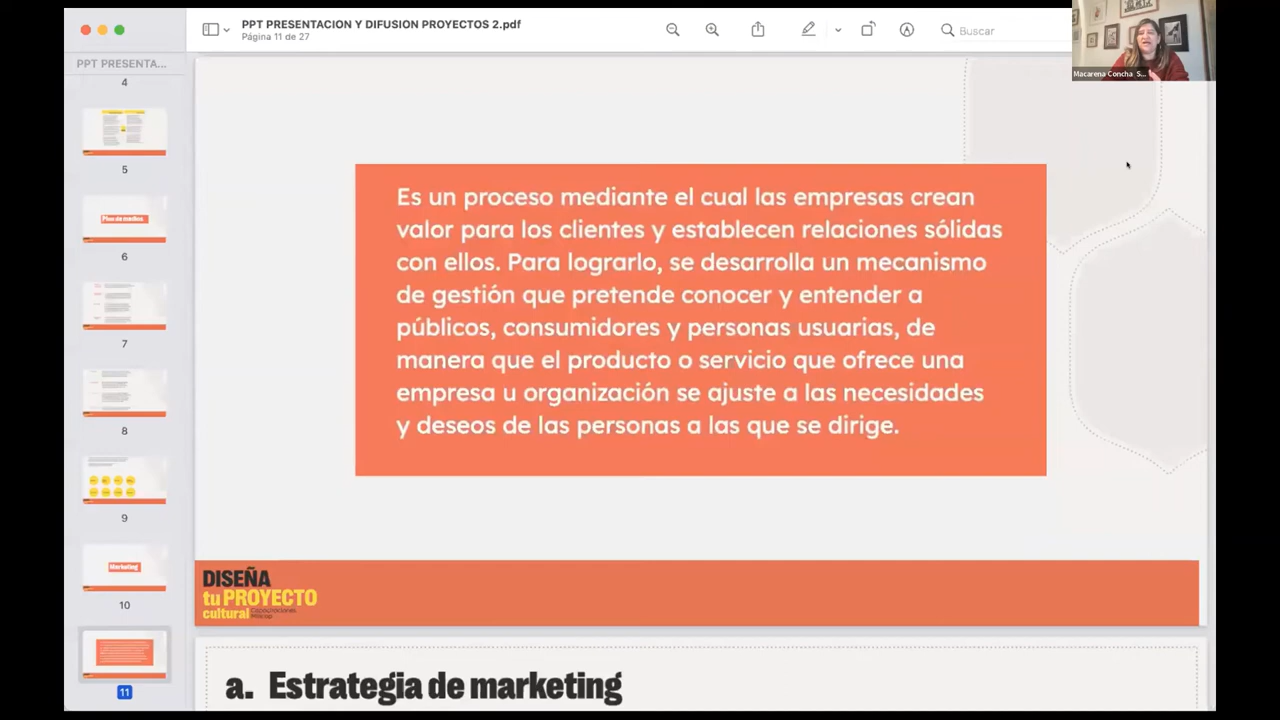 PPT PRESENTACION Y DIFUSION PROYECTOS 2.pdf
Página 11 de 27
Buscar
Macarena Concha S...
PPT PRESENTA...
4
5
Plan de medios
6
7
8
9
Marketing
10
11
Es un proceso mediante el cual las empresas crean
valor para los clientes y establecen relaciones sólidas
con ellos. Para lograrlo, se desarrolla un mecanismo
de gestión que pretende conocer y entender a
públicos, consumidores y personas usuarias, de
manera que el producto o servicio que ofrece una
empresa u organización se ajuste a las necesidades
y deseos de las personas a las que se dirige.
DISEÑA
tu PROYECTO
cultural
a. Estrategia de marketing